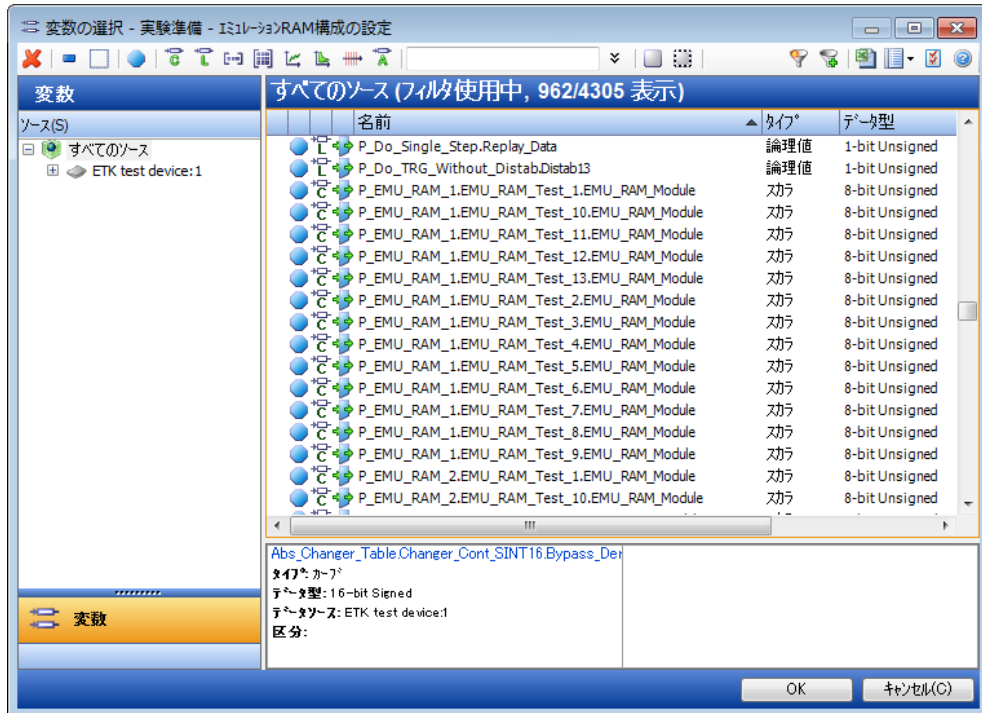 変数の選択 - 実験準備 - ｴﾐｭﾚｰｼｮﾝRAM構成の設定
変数
すべてのソース (フィルタ使用中, 962/4305 表示)
ソース(S)
すべてのソース
ETK test device:1
名前 ﾀｲﾌﾟ ﾃﾞｰﾀ型
P_Do_Single_Step.Replay_Data 論理値 1-bit Unsigned
P_Do_TRG_Without_Distab.Distab13 論理値 1-bit Unsigned
P_EMU_RAM_1.EMU_RAM_Test_1.EMU_RAM_Module ｽｶﾗ 8-bit Unsigned
P_EMU_RAM_1.EMU_RAM_Test_10.EMU_RAM_Module ｽｶﾗ 8-bit Unsigned
P_EMU_RAM_1.EMU_RAM_Test_11.EMU_RAM_Module ｽｶﾗ 8-bit Unsigned
P_EMU_RAM_1.EMU_RAM_Test_12.EMU_RAM_Module ｽｶﾗ 8-bit Unsigned
P_EMU_RAM_1.EMU_RAM_Test_13.EMU_RAM_Module ｽｶﾗ 8-bit Unsigned
P_EMU_RAM_1.EMU_RAM_Test_2.EMU_RAM_Module ｽｶﾗ 8-bit Unsigned
P_EMU_RAM_1.EMU_RAM_Test_3.EMU_RAM_Module ｽｶﾗ 8-bit Unsigned
P_EMU_RAM_1.EMU_RAM_Test_4.EMU_RAM_Module ｽｶﾗ 8-bit Unsigned
P_EMU_RAM_1.EMU_RAM_Test_5.EMU_RAM_Module ｽｶﾗ 8-bit Unsigned
P_EMU_RAM_1.EMU_RAM_Test_6.EMU_RAM_Module ｽｶﾗ 8-bit Unsigned
P_EMU_RAM_1.EMU_RAM_Test_7.EMU_RAM_Module ｽｶﾗ 8-bit Unsigned
P_EMU_RAM_1.EMU_RAM_Test_8.EMU_RAM_Module ｽｶﾗ 8-bit Unsigned
P_EMU_RAM_1.EMU_RAM_Test_9.EMU_RAM_Module ｽｶﾗ 8-bit Unsigned
P_EMU_RAM_2.EMU_RAM_Test_1.EMU_RAM_Module ｽｶﾗ 8-bit Unsigned
P_EMU_RAM_2.EMU_RAM_Test_10.EMU_RAM_Module ｽｶﾗ 8-bit Unsigned
Abs_Changer_Table.Changer_Cont_SINT16.Bypass_Der
ﾀｲﾌﾟ: ｶｰﾌﾞ
ﾃﾞｰﾀ型: 16-bit Signed
ﾃﾞｰﾀｿｰｽ: ETK test device:1
区分:
変数
OK
ｷｬﾝｾﾙ(C)